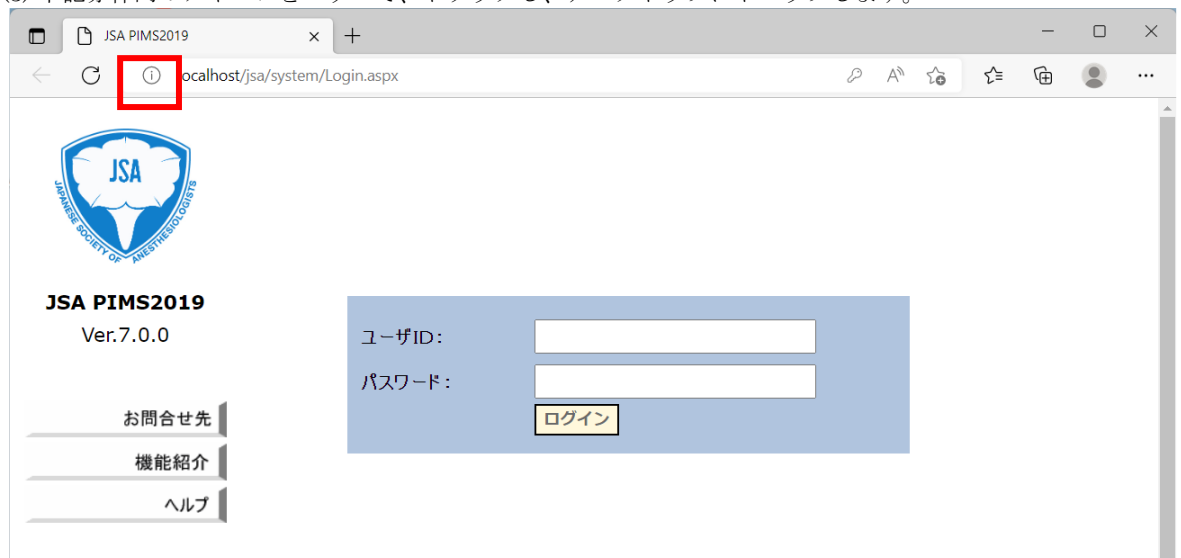 JSA PIMS2019
ocalhost/jsa/system/Login.aspx
JSA
JAPANESE SOCIETY OF ANESTHESIOLOGISTS
JSA PIMS2019
Ver.7.0.0
ユーザID:
パスワード:
ログイン
お問合せ先
機能紹介
ヘルプ